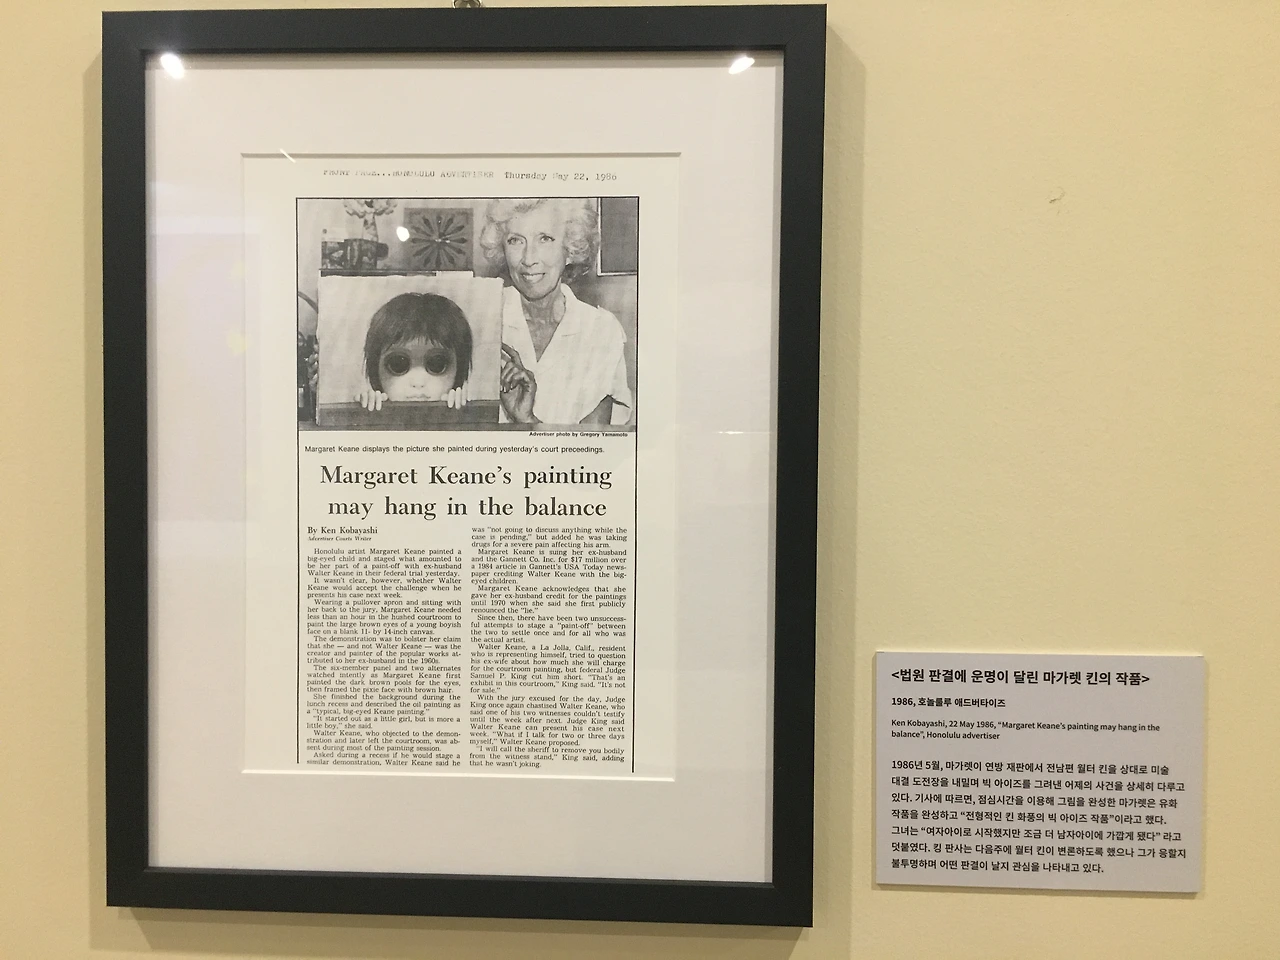 FRONT PAGE...HONOLULU ADVERTISER Thursday May 22, 1986
Advertiser photo by Gregory Yamamoto
Margaret Keane displays the picture she painted during yesterday's court preceedings.
Margaret Keane's painting
may hang in the balance
By Ken Kobayashi
Advertiser Courts Writer
Honolulu artist Margaret Keane painted a
big-eyed child and staged what amounted to
be her part of a paint-off with ex-husband
Walter Keane in their federal trial yesterday.
It wasn't clear, however, whether Walter
Keane would accept the challenge when he
presents his case next week.
Wearing a pullover apron and sitting with
her back to the jury, Margaret Keane needed
less than an hour in the hushed courtroom to
paint the large brown eyes of a young boyish
face on a blank 11- by 14-inch canvas.
The demonstration was to bolster her claim
that she — and not Walter Keane — was the
creator and painter of the popular works at-
tributed to her ex-husband in the 1960s.
The six-member panel and two alternates
watched intently as Margaret Keane first
painted the dark brown pools for the eyes,
then framed the pixie face with brown hair.
She finished the background during the
lunch recess and described the oil painting as
a "typical, big-eyed Keane painting."
"It started out as a little girl, but is more a
little boy," she said.
Walter Keane, who objected to the demon-
stration and later left the courtroom, was ab-
sent during most of the painting session.
Asked during a recess if he would stage a
similar demonstration, Walter Keane said he
was "not going to discuss anything while the
case is pending," but added he was taking
drugs for a severe pain affecting his arm.
Margaret Keane is suing her ex-husband
and the Gannett Co. Inc. for $17 million over
a 1984 article in Gannett's USA Today news-
paper crediting Walter Keane with the big-
eyed children.
Margaret Keane acknowledges that she
gave her ex-husband credit for the paintings
until 1970 when she said she first publicly
renounced the "lie."
Since then, there have been two unsuccess-
ful attempts to stage a "paint-off" between
the two to settle once and for all who was
the actual artist.
Walter Keane, a La Jolla, Calif., resident
who is representing himself, tried to question
his ex-wife about how much she will charge
for the courtroom painting, but federal Judge
Samuel P. King cut him short. "That's an
exhibit in this courtroom," King said. "It's not
for sale."
With the jury excused for the day, Judge
King once again chastised Walter Keane, who
said one of his two witnesses couldn't testify
until the week after next. Judge King said
Walter Keane can present his case next
week. "What if I talk for two or three days
myself," Walter Keane proposed.
"I will call the sheriff to remove you bodily
from the witness stand," King said, adding
that he wasn't joking.
<법원 판결에 운명이 달린 마가렛 킨의 작품>
1986, 호놀룰루 애드버타이즈
Ken Kobayashi, 22 May 1986, "Margaret Keane's painting may hang in the
balance", Honolulu advertiser
1986년 5월, 마가렛이 연방 재판에서 전남편 월터 킨을 상대로 미술
대결 도전장을 내밀며 빅 아이즈를 그려낸 어제의 사건을 상세히 다루고
있다. 기사에 따르면, 점심시간을 이용해 그림을 완성한 마가렛은 유화
작품을 완성하고 "전형적인 킨 화풍의 빅 아이즈 작품"이라고 했다.
그녀는 "여자아이로 시작했지만 조금 더 남자아이에 가깝게 됐다" 라고
덧붙였다. 킹 판사는 다음주에 월터 킨이 변론하도록 했으나 그가 응할지
불투명하며 어떤 판결이 날지 관심을 나타내고 있다.